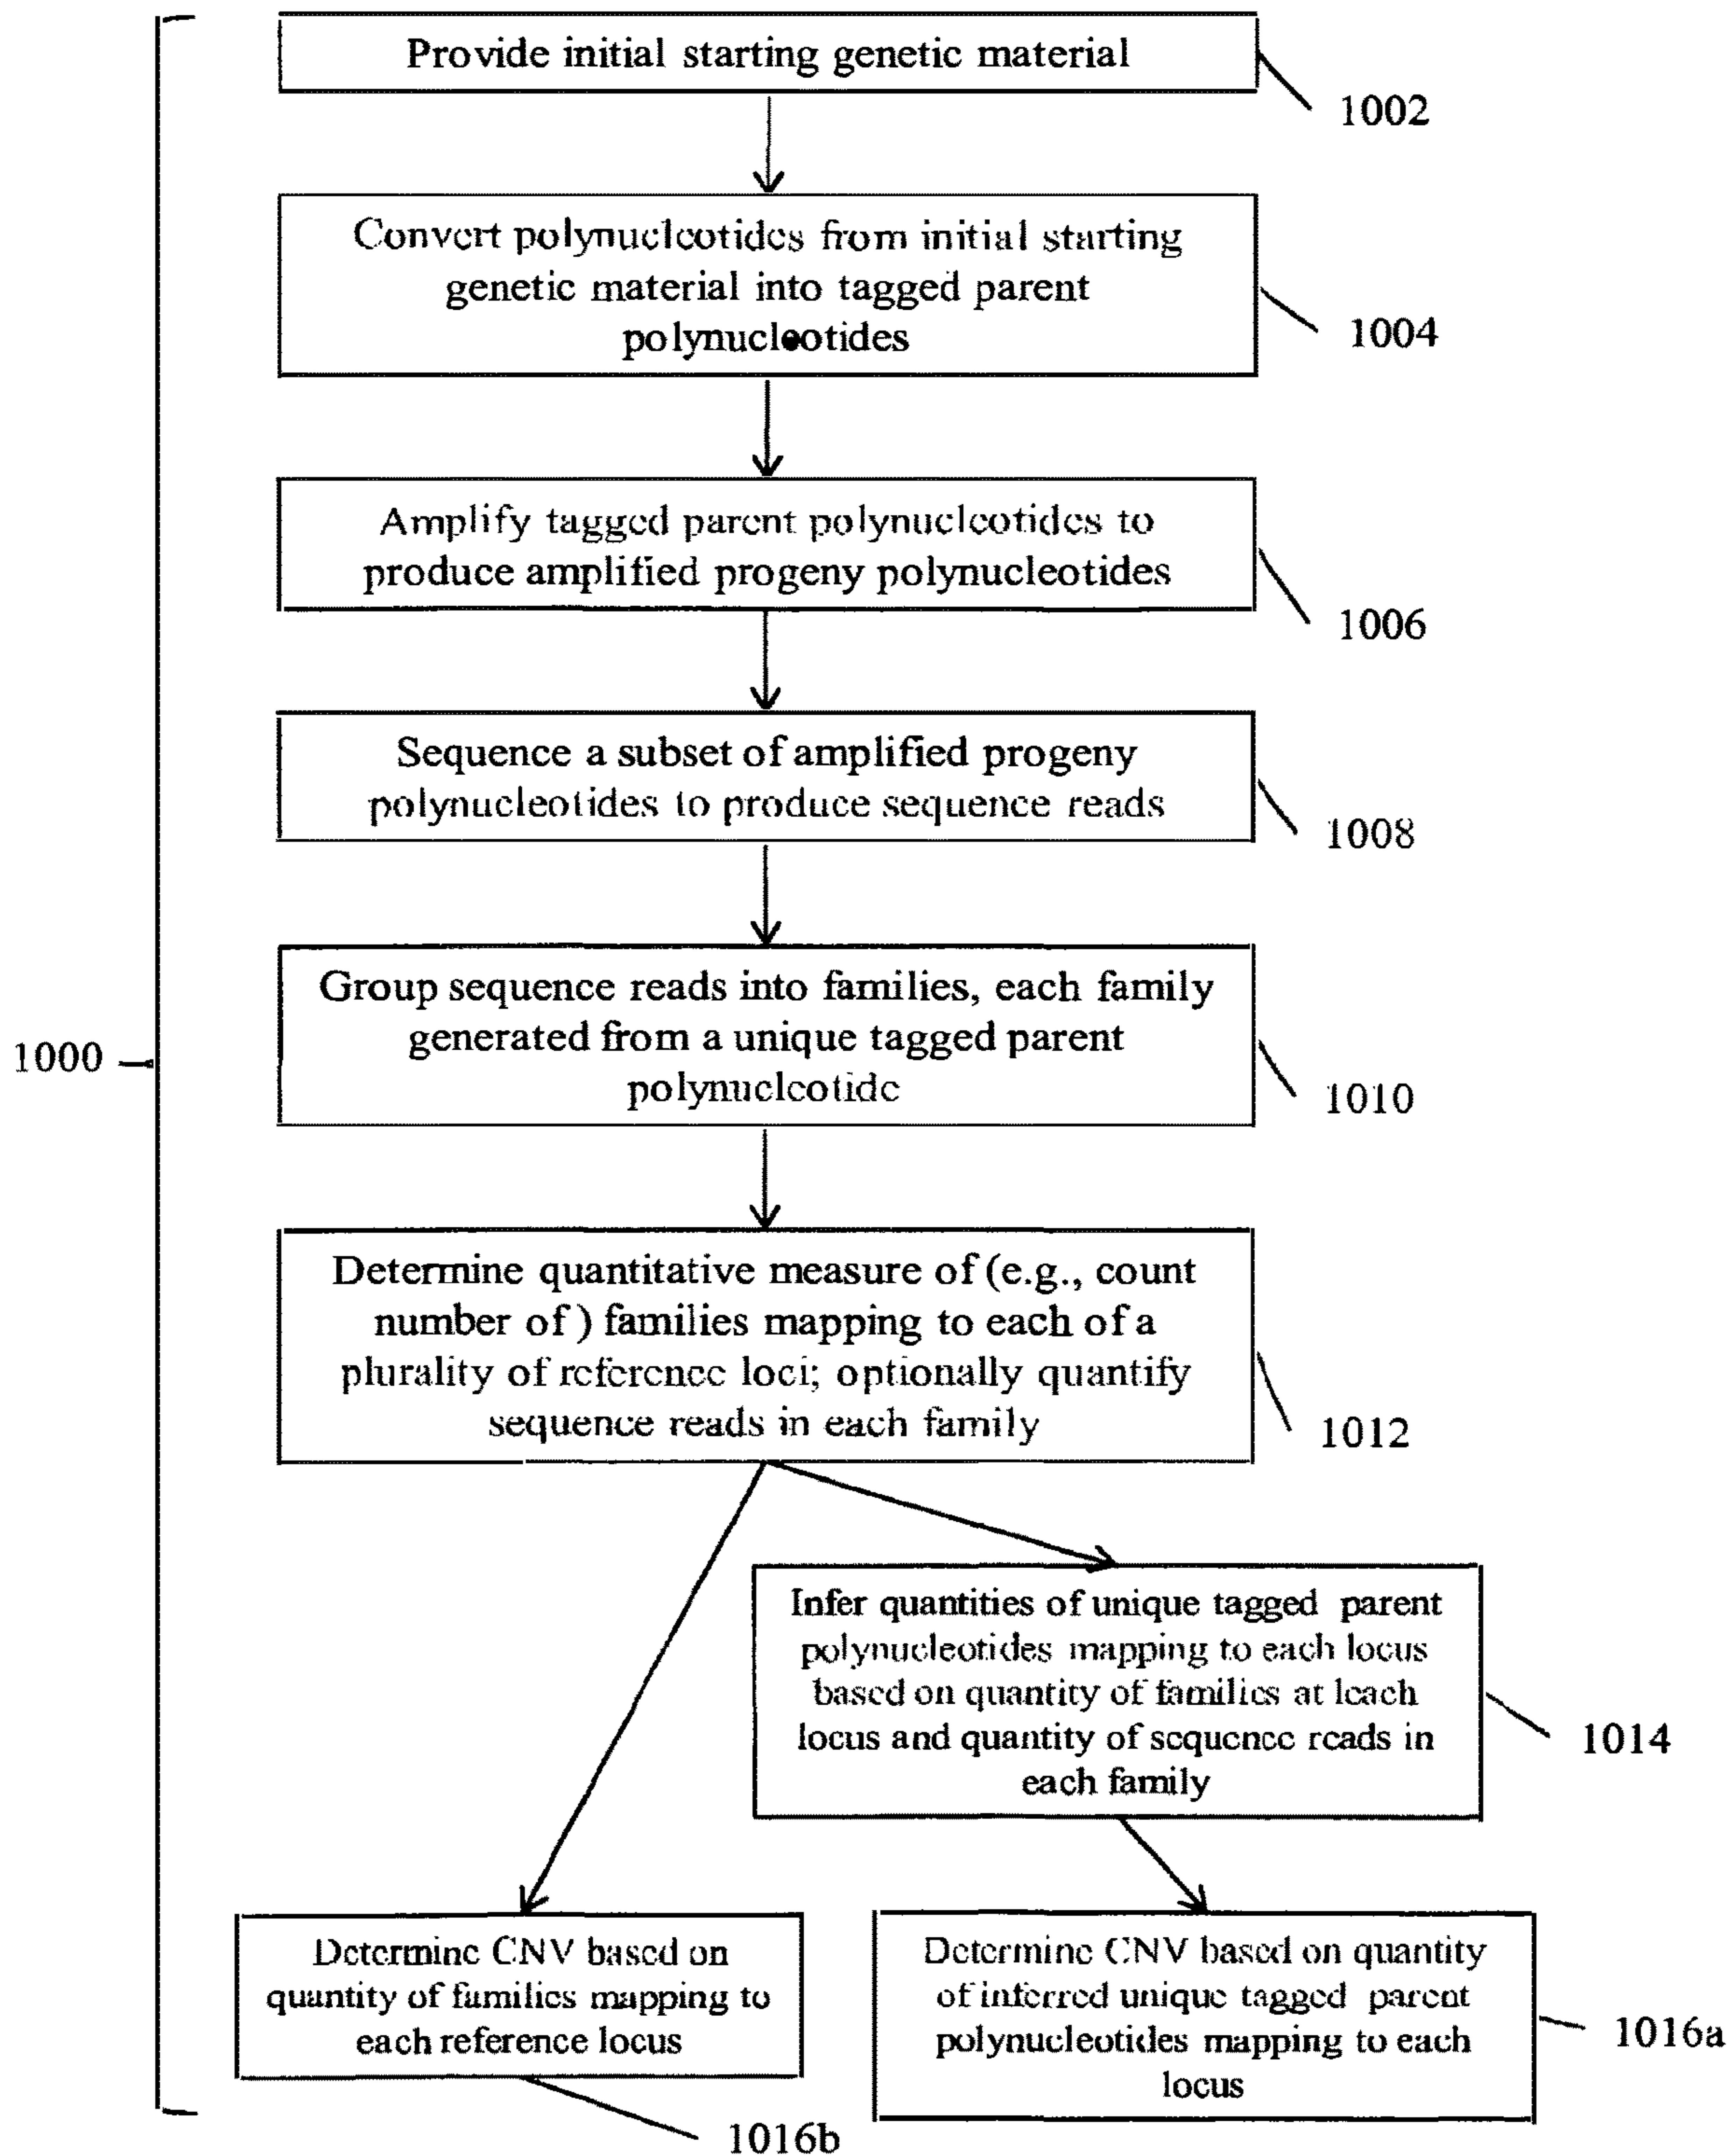 Provide initial starting genetic material
1002
Convert polynucleotides from initial starting
genetic material into tagged parent
polynucleotides
1004
Amplify tagged parent polynucleotides to
produce amplified progeny polynucleotides
1006
Sequence a subset of amplified progeny
polynucleotides to produce sequence reads
1008
Group sequence reads into families, each family
generated from a unique tagged parent
polynucleotide
1010
1000
Determine quantitative measure of (e.g., count
number of ) families mapping to each of a
plurality of reference loci; optionally quantify
sequence reads in each family
1012
Infer quantities of unique tagged parent
polynucleotides mapping to each locus
based on quantity of families at leach
locus and quantity of sequence reads in
each family
1014
Determine CNV based on
quantity of families mapping to
each reference locus
1016b
Determine CNV based on quantity
of inferred unique tagged parent
polynucleotides mapping to each
locus
1016a